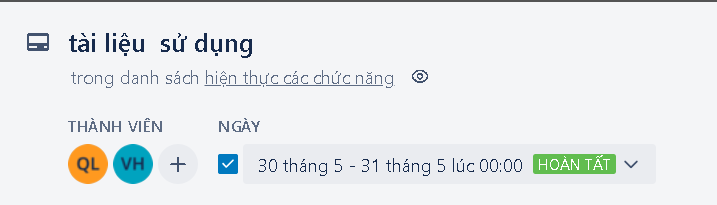 tài liệu sử dụng
trong danh sách hiện thực các chức năng
THÀNH VIÊN NGÀY
QL VH + 30 tháng 5 - 31 tháng 5 lúc 00:00 HOÀN TẤT